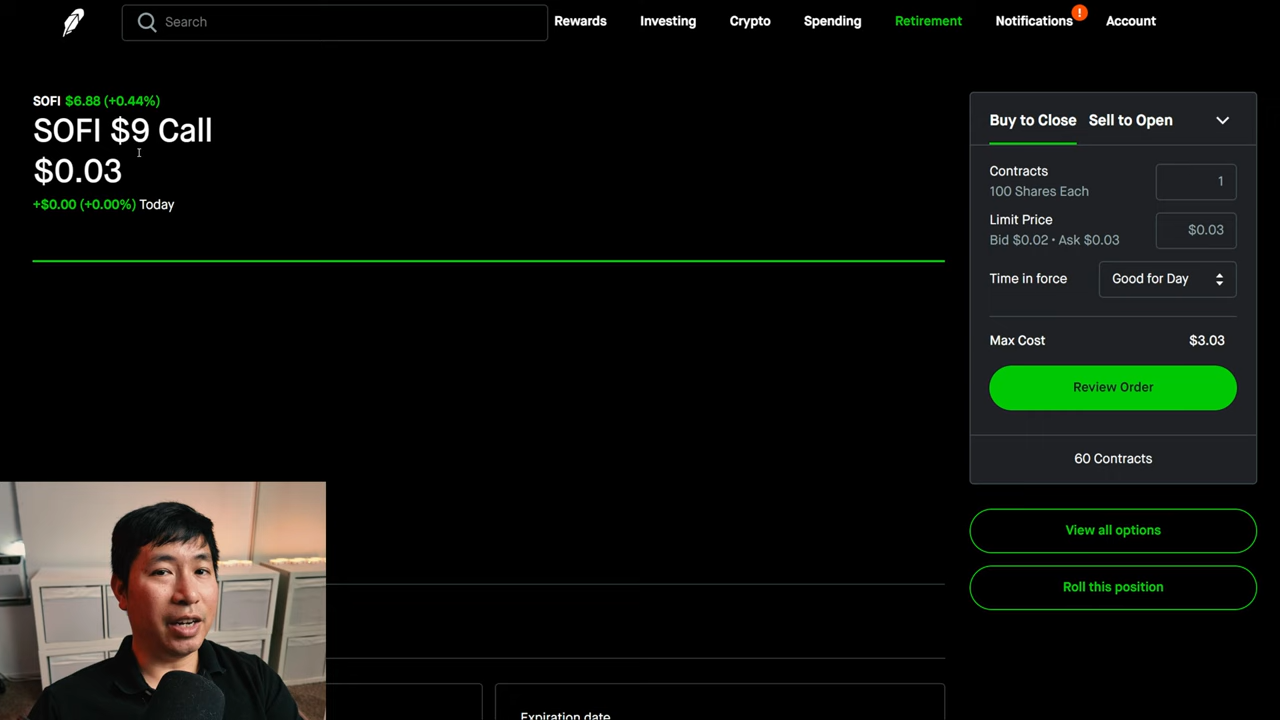 Search
Rewards
Investing
Crypto
Spending
Retirement
Notifications
!
Account
SOFI $6.88 (+0.44%)
SOFI $9 Call
$0.03
+$0.00 (+0.00%) Today
Buy to Close
Sell to Open
Contracts
100 Shares Each
1
Limit Price
Bid $0.02 • Ask $0.03
$0.03
Time in force
Good for Day
Max Cost
$3.03
Review Order
60 Contracts
View all options
Roll this position
Expiration date